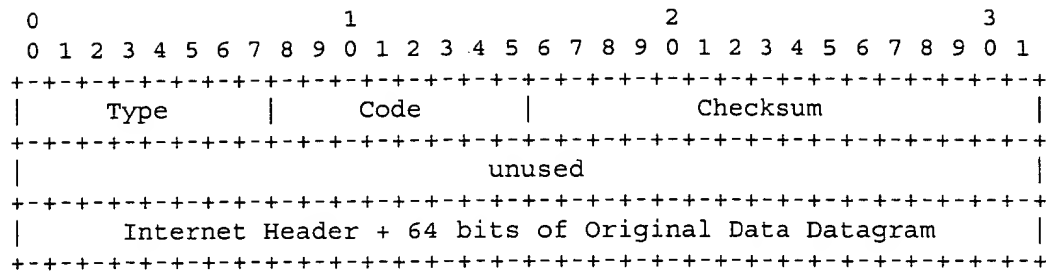 0                   1                   2                   3
0 1 2 3 4 5 6 7 8 9 0 1 2 3 4 5 6 7 8 9 0 1 2 3 4 5 6 7 8 9 0 1
+-+-+-+-+-+-+-+-+-+-+-+-+-+-+-+-+-+-+-+-+-+-+-+-+-+-+-+-+-+-+-+-+
|     Type      |     Code      |          Checksum             |
+-+-+-+-+-+-+-+-+-+-+-+-+-+-+-+-+-+-+-+-+-+-+-+-+-+-+-+-+-+-+-+-+
|                             unused                            |
+-+-+-+-+-+-+-+-+-+-+-+-+-+-+-+-+-+-+-+-+-+-+-+-+-+-+-+-+-+-+-+-+
|      Internet Header + 64 bits of Original Data Datagram      |
+-+-+-+-+-+-+-+-+-+-+-+-+-+-+-+-+-+-+-+-+-+-+-+-+-+-+-+-+-+-+-+-+